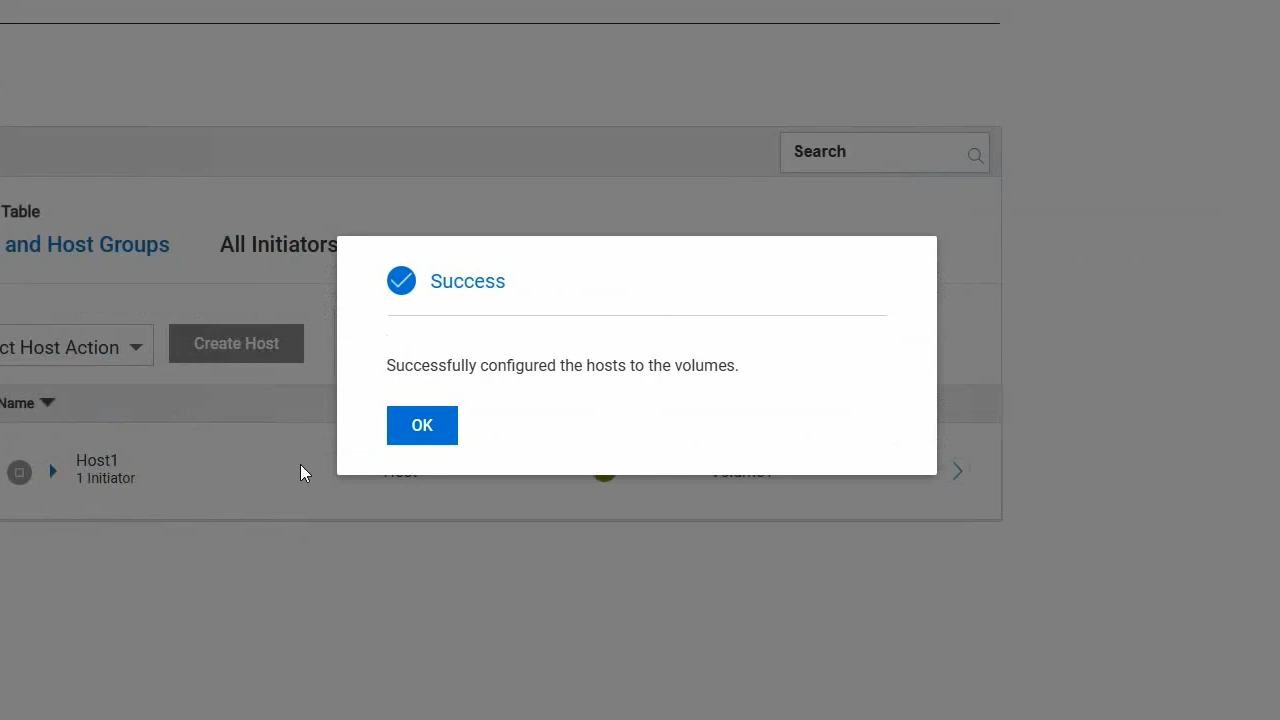 Search
Table
and Host Groups
All Initiators
Success
Successfully configured the hosts to the volumes.
OK
ct Host Action
Create Host
Name
Host1
1 Initiator